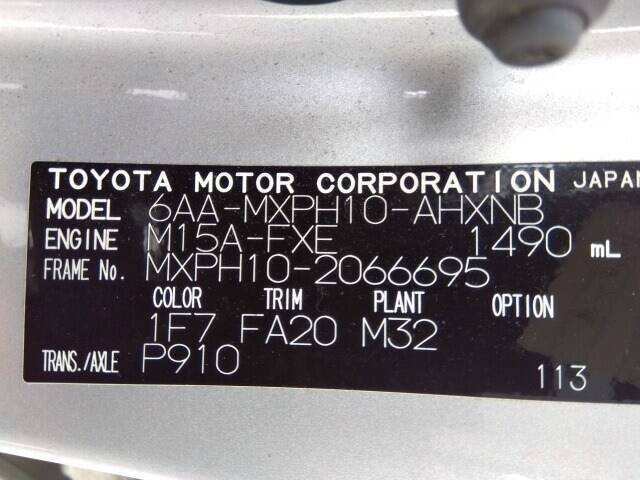 TOYOTA MOTOR CORPORATION JAPAN
MODEL 6AA-MXPH10-AHXNB
ENGINE M15A-FXE 1490 mL
FRAME No. MXPH10-2066695
COLOR TRIM PLANT OPTION
1F7 FA20 M32
TRANS./AXLE P910
113